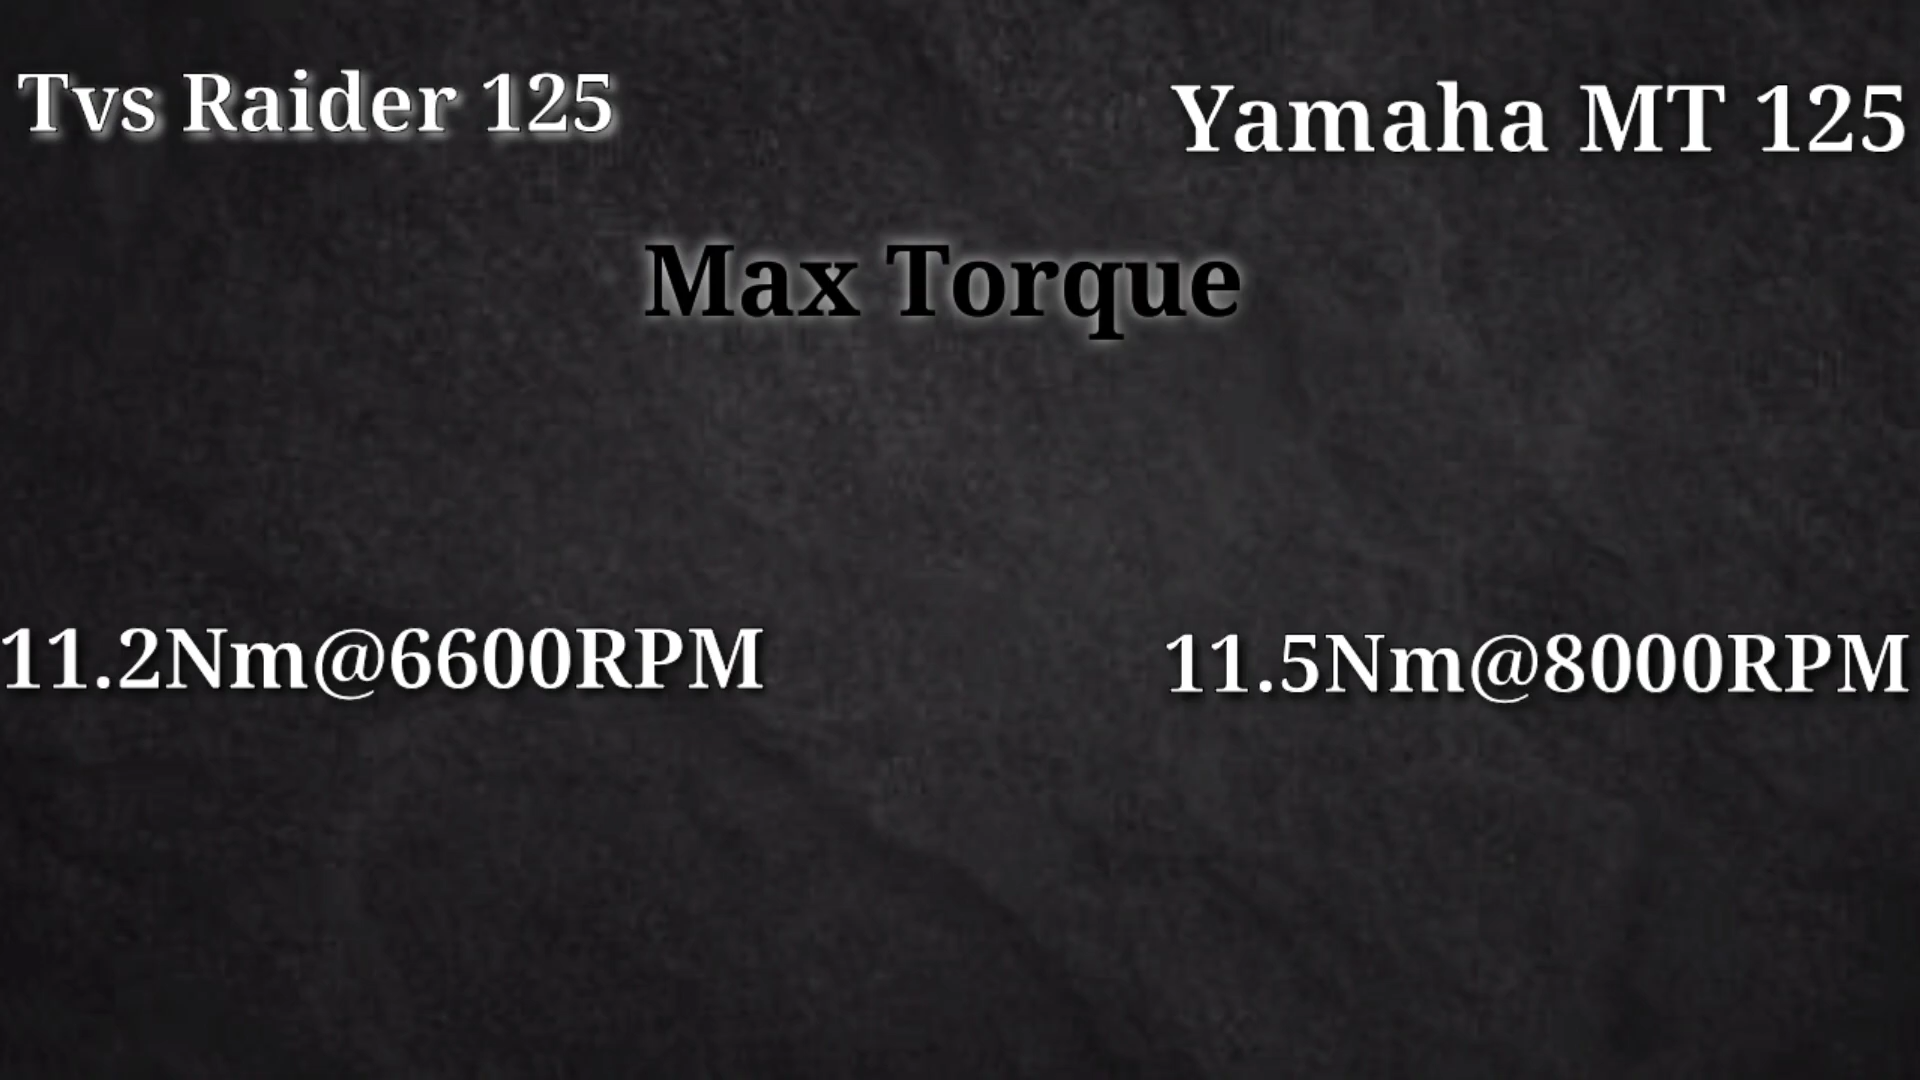 Tvs Raider 125
Yamaha MT 125
Max Torque
11.2Nm@6600RPM
11.5Nm@8000RPM